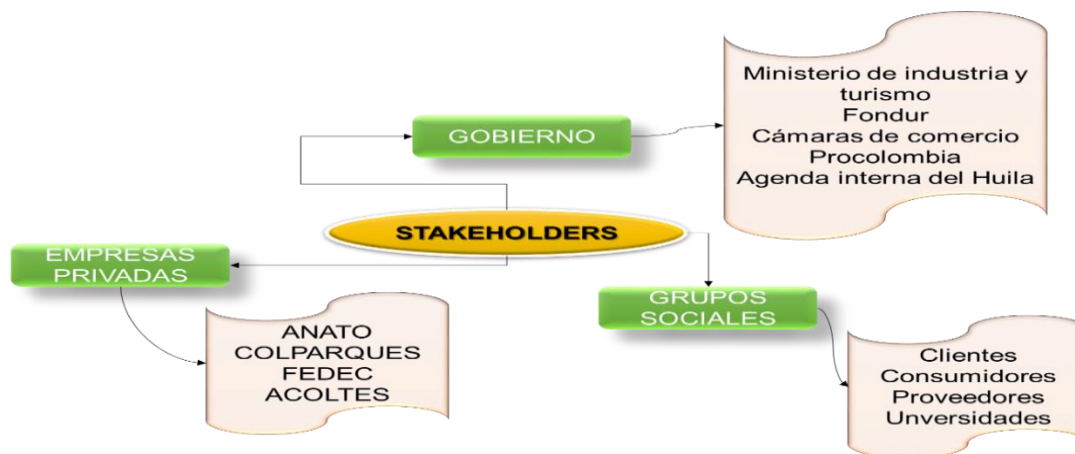 Ministerio de industria y
turismo
Fondur
Cámaras de comercio
Procolombia
Agenda interna del Huila
GOBIERNO
STAKEHOLDERS
EMPRESAS
PRIVADAS
GRUPOS
SOCIALES
ANATO
COLPARQUES
FEDEC
ACOLTES
Clientes
Consumidores
Proveedores
Unversidades